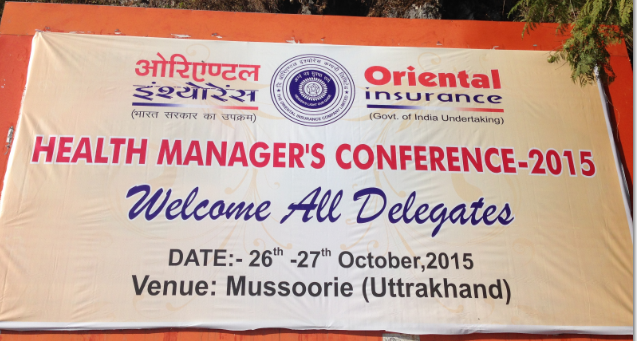 ओरिएण्टल
इंश्योरेंस
(भारत सरकार का उपक्रम)
Oriental
insurance
(Govt. of India Undertaking)
HEALTH MANAGER'S CONFERENCE-2015
Welcome All Delegates
DATE:- 26th -27th October,2015
Venue: Mussoorie (Uttrakhand)